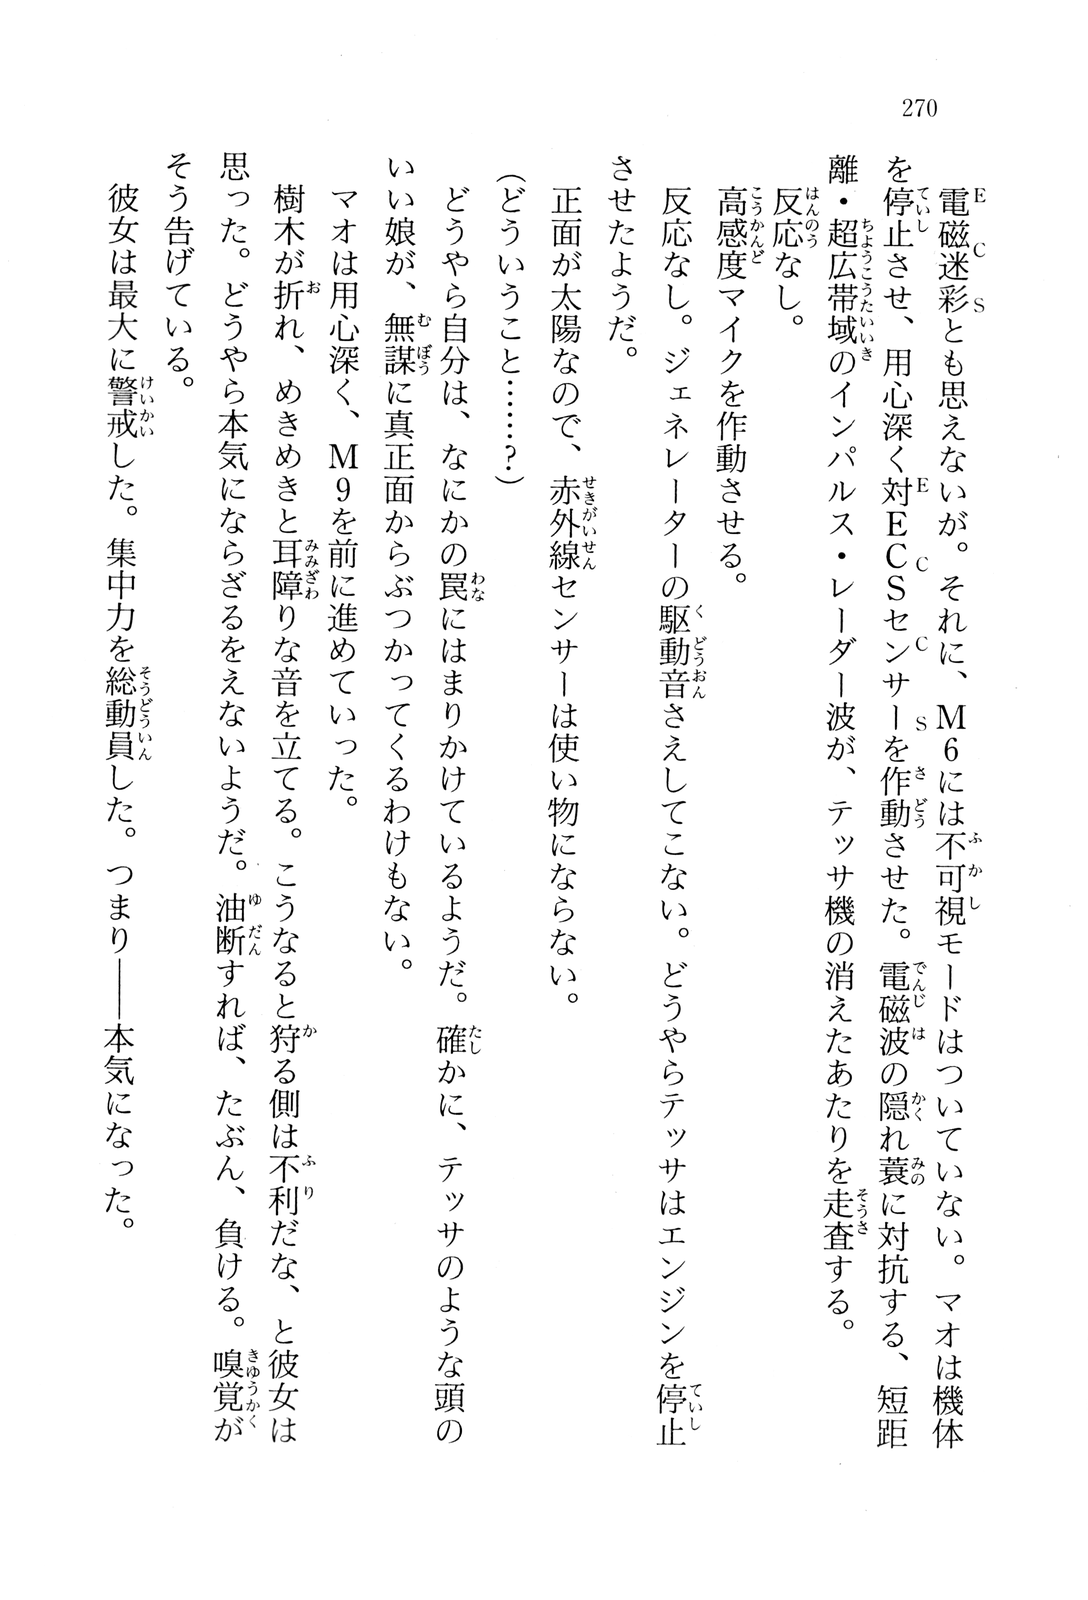 270
電磁迷彩とも思えないが。それに、M6には不可視モードはついていない。マオは機体
を停止させ、用心深く対ECSセンサーを作動させた。電磁波の隠れ蓑に対抗する、短距
離・超広帯域のインパルス・レーダー波が、テッサ機の消えたあたりを走査する。
反応なし。
高感度マイクを作動させる。
反応なし。ジェネレーターの駆動音さえしてこない。どうやらテッサはエンジンを停止
させたようだ。
正面が太陽なので、赤外線センサーは使い物にならない。
(どういうこと……?)
どうやら自分は、なにかの罠にはまりかけているようだ。確かに、テッサのような頭の
いい娘が、無謀に真正面からぶつかってくるわけもない。
マオは用心深く、M9を前に進めていった。
樹木が折れ、めきめきと耳障りな音を立てる。こうなると狩る側は不利だな、と彼女は
思った。どうやら本気にならざるをえないようだ。油断すれば、たぶん、負ける。嗅覚が
そう告げている。
彼女は最大に警戒した。集中力を総動員した。つまり――本気になった。